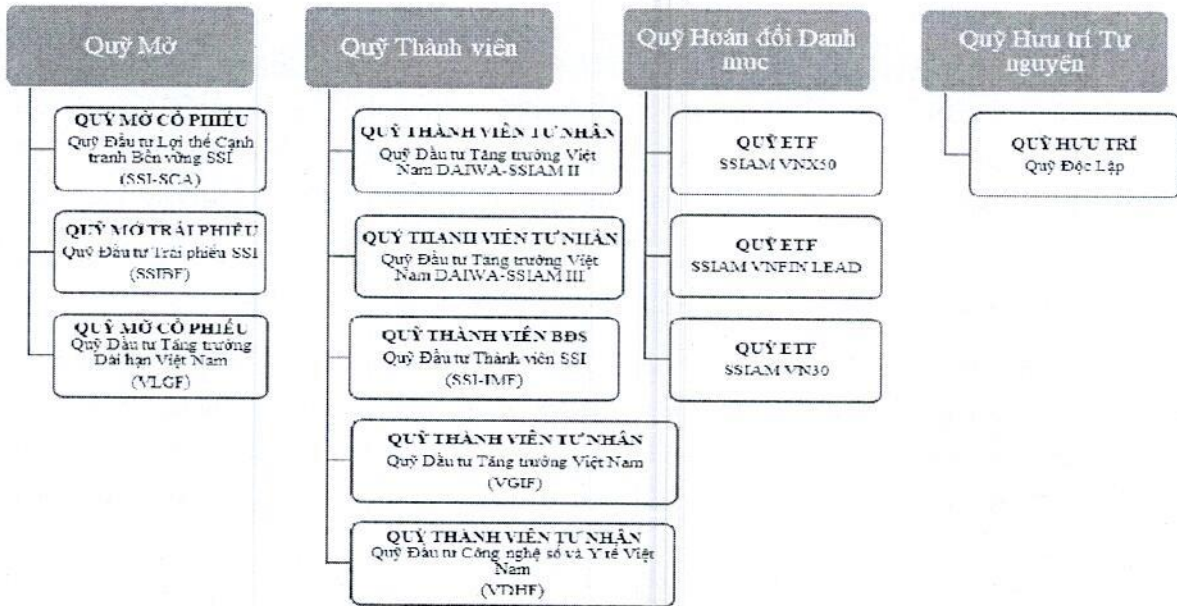 Quỹ Mở
QUỸ MỞ CỔ PHIẾU
Quỹ Đầu tư Lợi thế Cạnh
tranh Bền vững SSI
(SSI-SCA)
QUỸ MỞ TRÁI PHIẾU
Quỹ Đầu tư Trái phiếu SSI
(SSIBF)
QUỸ MỞ CỔ PHIẾU
Quỹ Đầu tư Tăng trưởng
Dài hạn Việt Nam
(VLGF)
Quỹ Thành viên
QUỸ THÀNH VIÊN TƯ NHÂN
Quỹ Đầu tư Tăng trưởng Việt
Nam DAIWA-SSIAM II
QUỸ THÀNH VIÊN TƯ NHÂN
Quỹ Đầu tư Tăng trưởng Việt
Nam DAIWA-SSIAM III
QUỸ THÀNH VIÊN BĐS
Quỹ Đầu tư Thành viên SSI
(SSI-IMF)
QUỸ THÀNH VIÊN TƯ NHÂN
Quỹ Đầu tư Tăng trưởng Việt Nam
(VGIF)
QUỸ THÀNH VIÊN TƯ NHÂN
Quỹ Đầu tư Công nghệ số và Y tế Việt
Nam
(VDHF)
Quỹ Hoán đổi Danh
mục
QUỸ ETF
SSIAM VNX50
QUỸ ETF
SSIAM VNFIN LEAD
QUỸ ETF
SSIAM VN30
Quỹ Hưu trí Tự
nguyện
QUỸ HƯU TRÍ
Quỹ Độc Lập